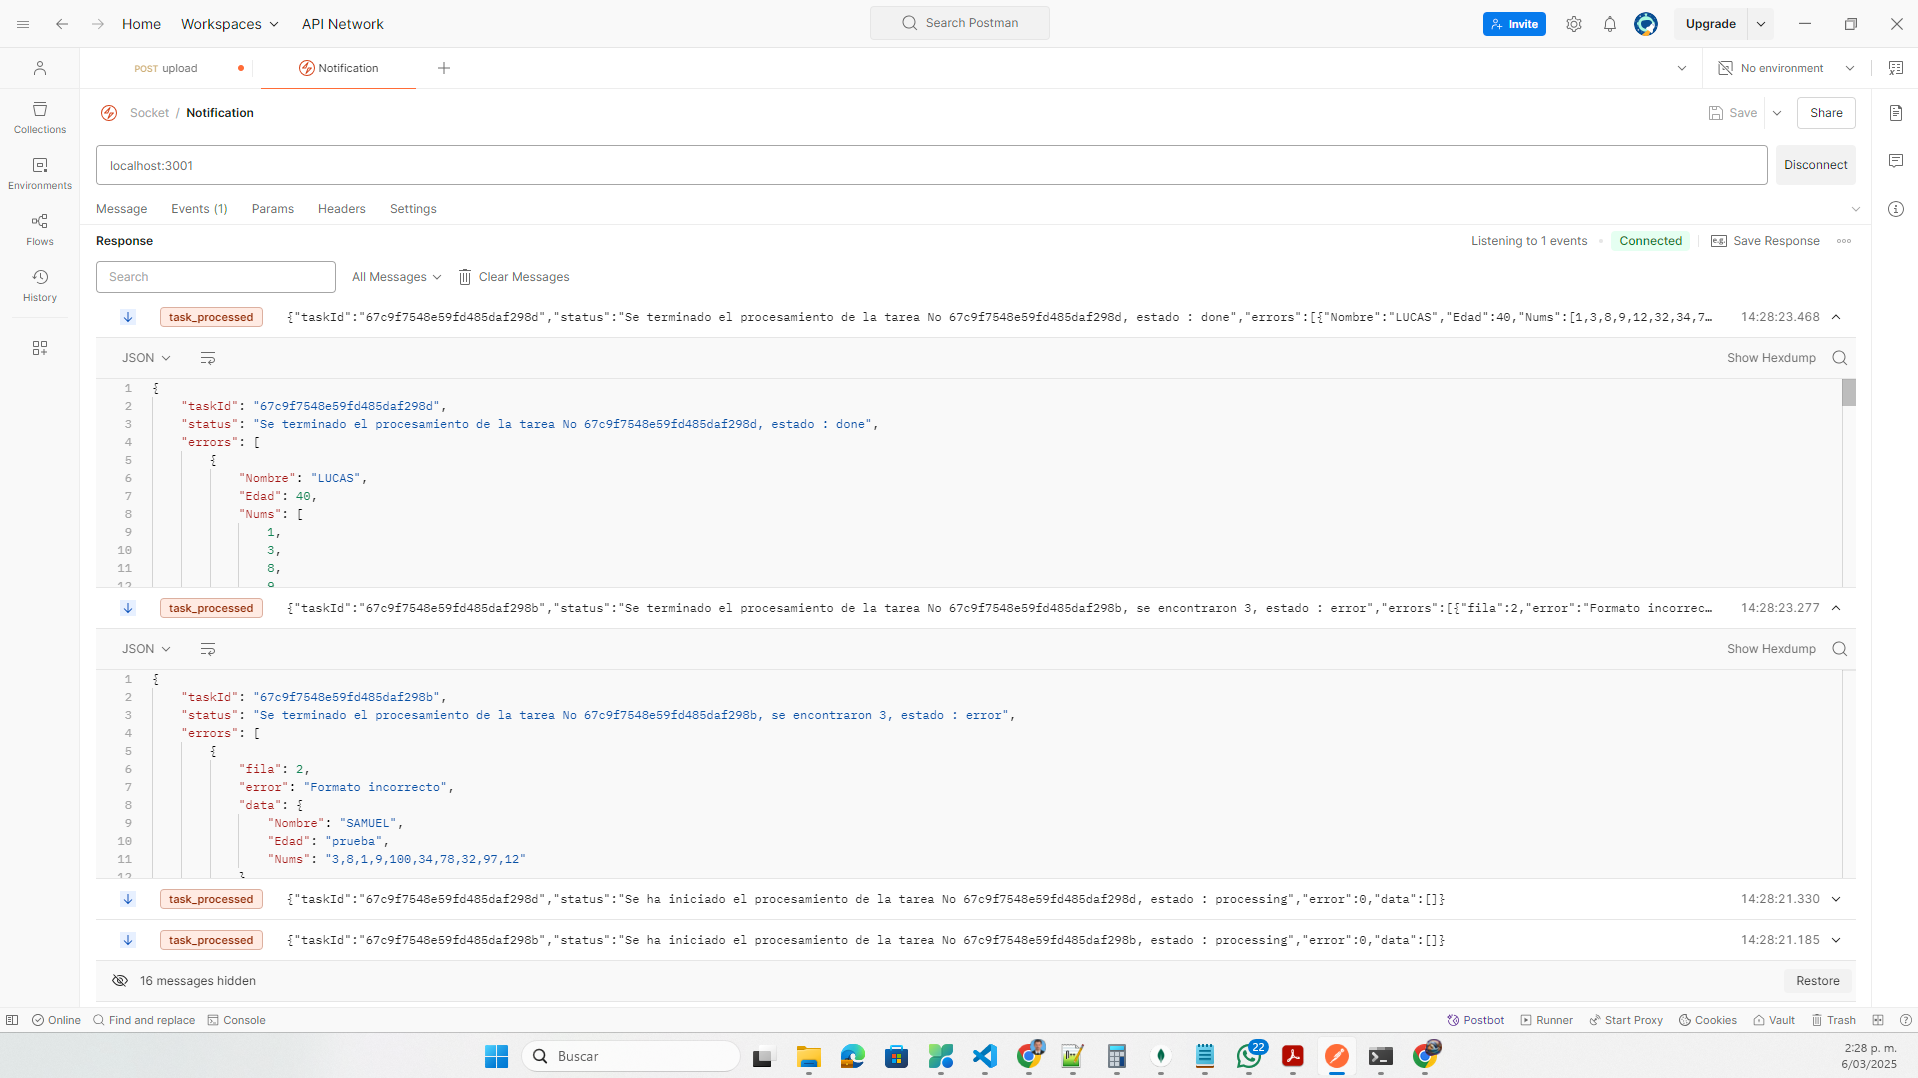 Home Workspaces API Network Search Postman Invite Upgrade
POST upload Notification No environment
Socket / Notification Save Share
Collections
localhost:3001 Disconnect
Environments
Message Events (1) Params Headers Settings
Flows
Response Listening to 1 events Connected Save Response
Search All Messages Clear Messages
History
task_processed {"taskId":"67c9f7548e59fd485daf298d","status":"Se terminado el procesamiento de la tarea No 67c9f7548e59fd485daf298d, estado : done","errors":[{"Nombre":"LUCAS","Edad":40,"Nums":[1,3,8,9,12,32,34,7… 14:28:23.468
JSON Show Hexdump
1 {
2 "taskId": "67c9f7548e59fd485daf298d",
3 "status": "Se terminado el procesamiento de la tarea No 67c9f7548e59fd485daf298d, estado : done",
4 "errors": [
5 {
6 "Nombre": "LUCAS",
7 "Edad": 40,
8 "Nums": [
9 1,
10 3,
11 8,
12 9
task_processed {"taskId":"67c9f7548e59fd485daf298b","status":"Se terminado el procesamiento de la tarea No 67c9f7548e59fd485daf298b, se encontraron 3, estado : error","errors":[{"fila":2,"error":"Formato incorrec… 14:28:23.277
JSON Show Hexdump
1 {
2 "taskId": "67c9f7548e59fd485daf298b",
3 "status": "Se terminado el procesamiento de la tarea No 67c9f7548e59fd485daf298b, se encontraron 3, estado : error",
4 "errors": [
5 {
6 "fila": 2,
7 "error": "Formato incorrecto",
8 "data": {
9 "Nombre": "SAMUEL",
10 "Edad": "prueba",
11 "Nums": "3,8,1,9,100,34,78,32,97,12"
12 }
task_processed {"taskId":"67c9f7548e59fd485daf298d","status":"Se ha iniciado el procesamiento de la tarea No 67c9f7548e59fd485daf298d, estado : processing","error":0,"data":[]} 14:28:21.330
task_processed {"taskId":"67c9f7548e59fd485daf298b","status":"Se ha iniciado el procesamiento de la tarea No 67c9f7548e59fd485daf298b, estado : processing","error":0,"data":[]} 14:28:21.185
16 messages hidden Restore
Online Find and replace Console Postbot Runner Start Proxy Cookies Vault Trash
Buscar 22 2:28 p. m.
6/03/2025